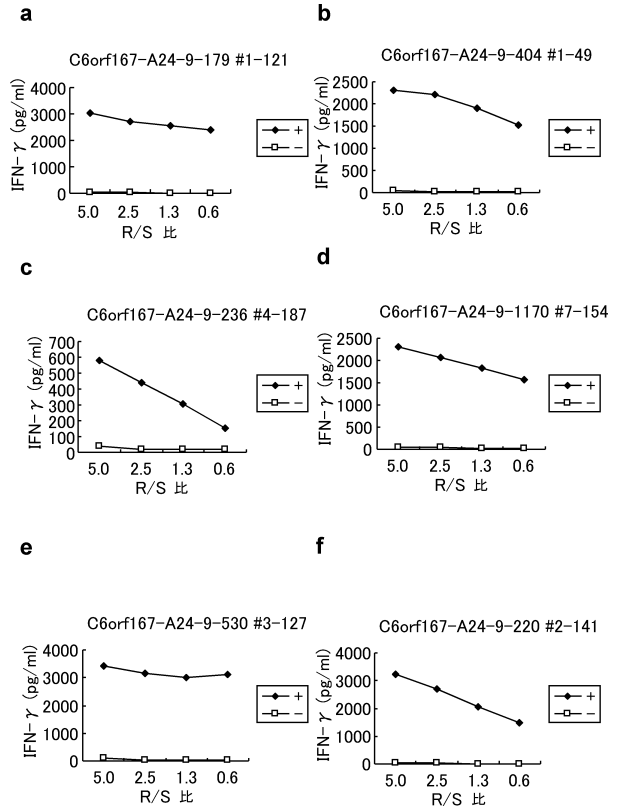 a
C6orf167-A24-9-179 #1-121
IFN-γ (pg/ml)
4000
3000
2000
1000
0
5.0 2.5 1.3 0.6
R/S 比
+
−
b
C6orf167-A24-9-404 #1-49
IFN-γ (pg/ml)
2500
2000
1500
1000
500
0
5.0 2.5 1.3 0.6
R/S 比
+
−
c
C6orf167-A24-9-236 #4-187
IFN-γ (pg/ml)
700
600
500
400
300
200
100
0
5.0 2.5 1.3 0.6
R/S 比
+
−
d
C6orf167-A24-9-1170 #7-154
IFN-γ (pg/ml)
2500
2000
1500
1000
500
0
5.0 2.5 1.3 0.6
R/S 比
+
−
e
C6orf167-A24-9-530 #3-127
IFN-γ (pg/ml)
4000
3000
2000
1000
0
5.0 2.5 1.3 0.6
R/S 比
+
−
f
C6orf167-A24-9-220 #2-141
IFN-γ (pg/ml)
4000
3000
2000
1000
0
5.0 2.5 1.3 0.6
R/S 比
+
−